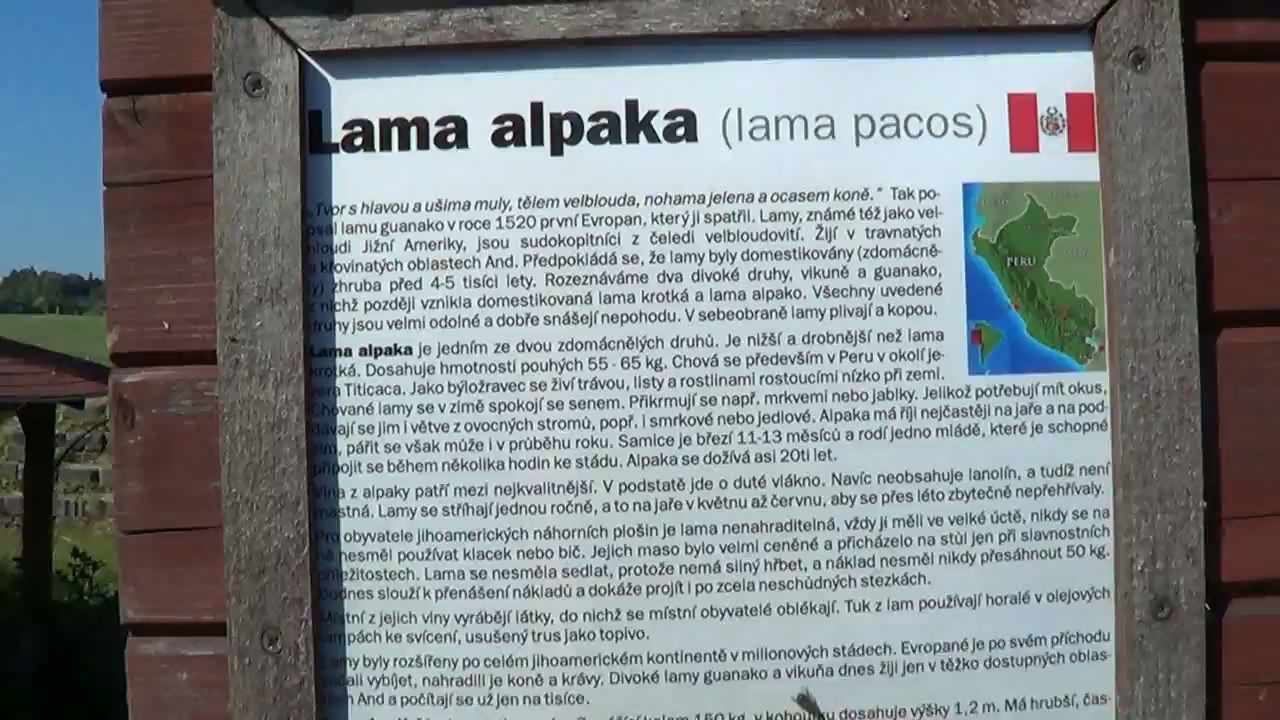 Lama alpaka (lama pacos)
„Tvor s hlavou a ušima muly, tělem velblouda, nohama jelena a ocasem koně." Tak po-
psal lamu guanako v roce 1520 první Evropan, který ji spatřil. Lamy, známé též jako vel-
bloudi Jižní Ameriky, jsou sudokopitníci z čeledi velbloudovití. Žijí v travnatých
a křovinatých oblastech And. Předpokládá se, že lamy byly domestikovány (zdomácně-
ly) zhruba před 4-5 tisíci lety. Rozeznáváme dva divoké druhy, vikuně a guanako,
z nichž později vznikla domestikovaná lama krotká a lama alpako. Všechny uvedené
druhy jsou velmi odolné a dobře snášejí nepohodu. V sebeobraně lamy plivají a kopou.
PERU
Lama alpaka je jedním ze dvou zdomácnělých druhů. Je nižší a drobnější než lama
krotká. Dosahuje hmotnosti pouhých 55 - 65 kg. Chová se především v Peru v okolí je-
zera Titicaca. Jako býložravec se živí trávou, listy a rostlinami rostoucími nízko při zemi.
Chované lamy se v zimě spokojí se senem. Přikrmují se např. mrkvemi nebo jablky. Jelikož potřebují mít okus,
dávají se jim i větve z ovocných stromů, popř. i smrkové nebo jedlové. Alpaka má říji nejčastěji na jaře a na pod-
zim, pářit se však může i v průběhu roku. Samice je březí 11-13 měsíců a rodí jedno mládě, které je schopné
připojit se během několika hodin ke stádu. Alpaka se dožívá asi 20ti let.
Vlna z alpaky patří mezi nejkvalitnější. V podstatě jde o duté vlákno. Navíc neobsahuje lanolín, a tudíž není
mastná. Lamy se stříhají jednou ročně, a to na jaře v květnu až červnu, aby se přes léto zbytečně nepřehřívaly.
Pro obyvatele jihoamerických náhorních plošin je lama nenahraditelná, vždy ji měli ve velké úctě, nikdy se na
ně nesměl používat klacek nebo bič. Jejich maso bylo velmi ceněné a přicházelo na stůl jen při slavnostních
příležitostech. Lama se nesměla sedlat, protože nemá silný hřbet, a náklad nesměl nikdy přesáhnout 50 kg.
Dodnes slouží k přenášení nákladů a dokáže projít i po zcela neschůdných stezkách.
Místní z jejich vlny vyrábějí látky, do nichž se místní obyvatelé oblékají. Tuk z lam používají horalé v olejových
lampách ke svícení, usušený trus jako topivo.
Lamy byly rozšířeny po celém jihoamerickém kontinentě v milionových stádech. Evropané je po svém příchodu
začali vybíjet, nahradili je koně a krávy. Divoké lamy guanako a vikuňa dnes žijí jen v těžko dostupných oblas-
tech And a počítají se už jen na tisíce.
150 kg, v kohoutku dosahuje výšky 1,2 m. Má hrubší, čas-